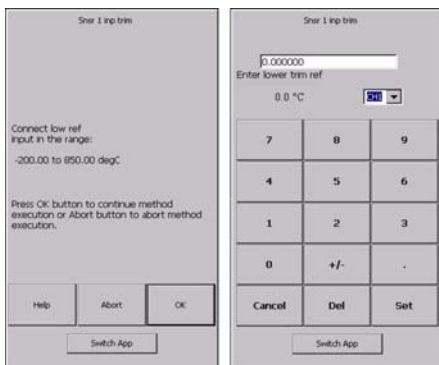 Snsr 1 inp trim
Connect low ref
input in the range:
-200.00 to 850.00 degC
Press OK button to continue method
execution or Abort button to abort method
execution.
Help
Abort
OK
Switch App
Snsr 1 inp trim
0.000000
Enter lower trim ref
0.0 °C
CH1
7 8 9
4 5 6
1 2 3
0 +/- .
Cancel Del Set
Switch App